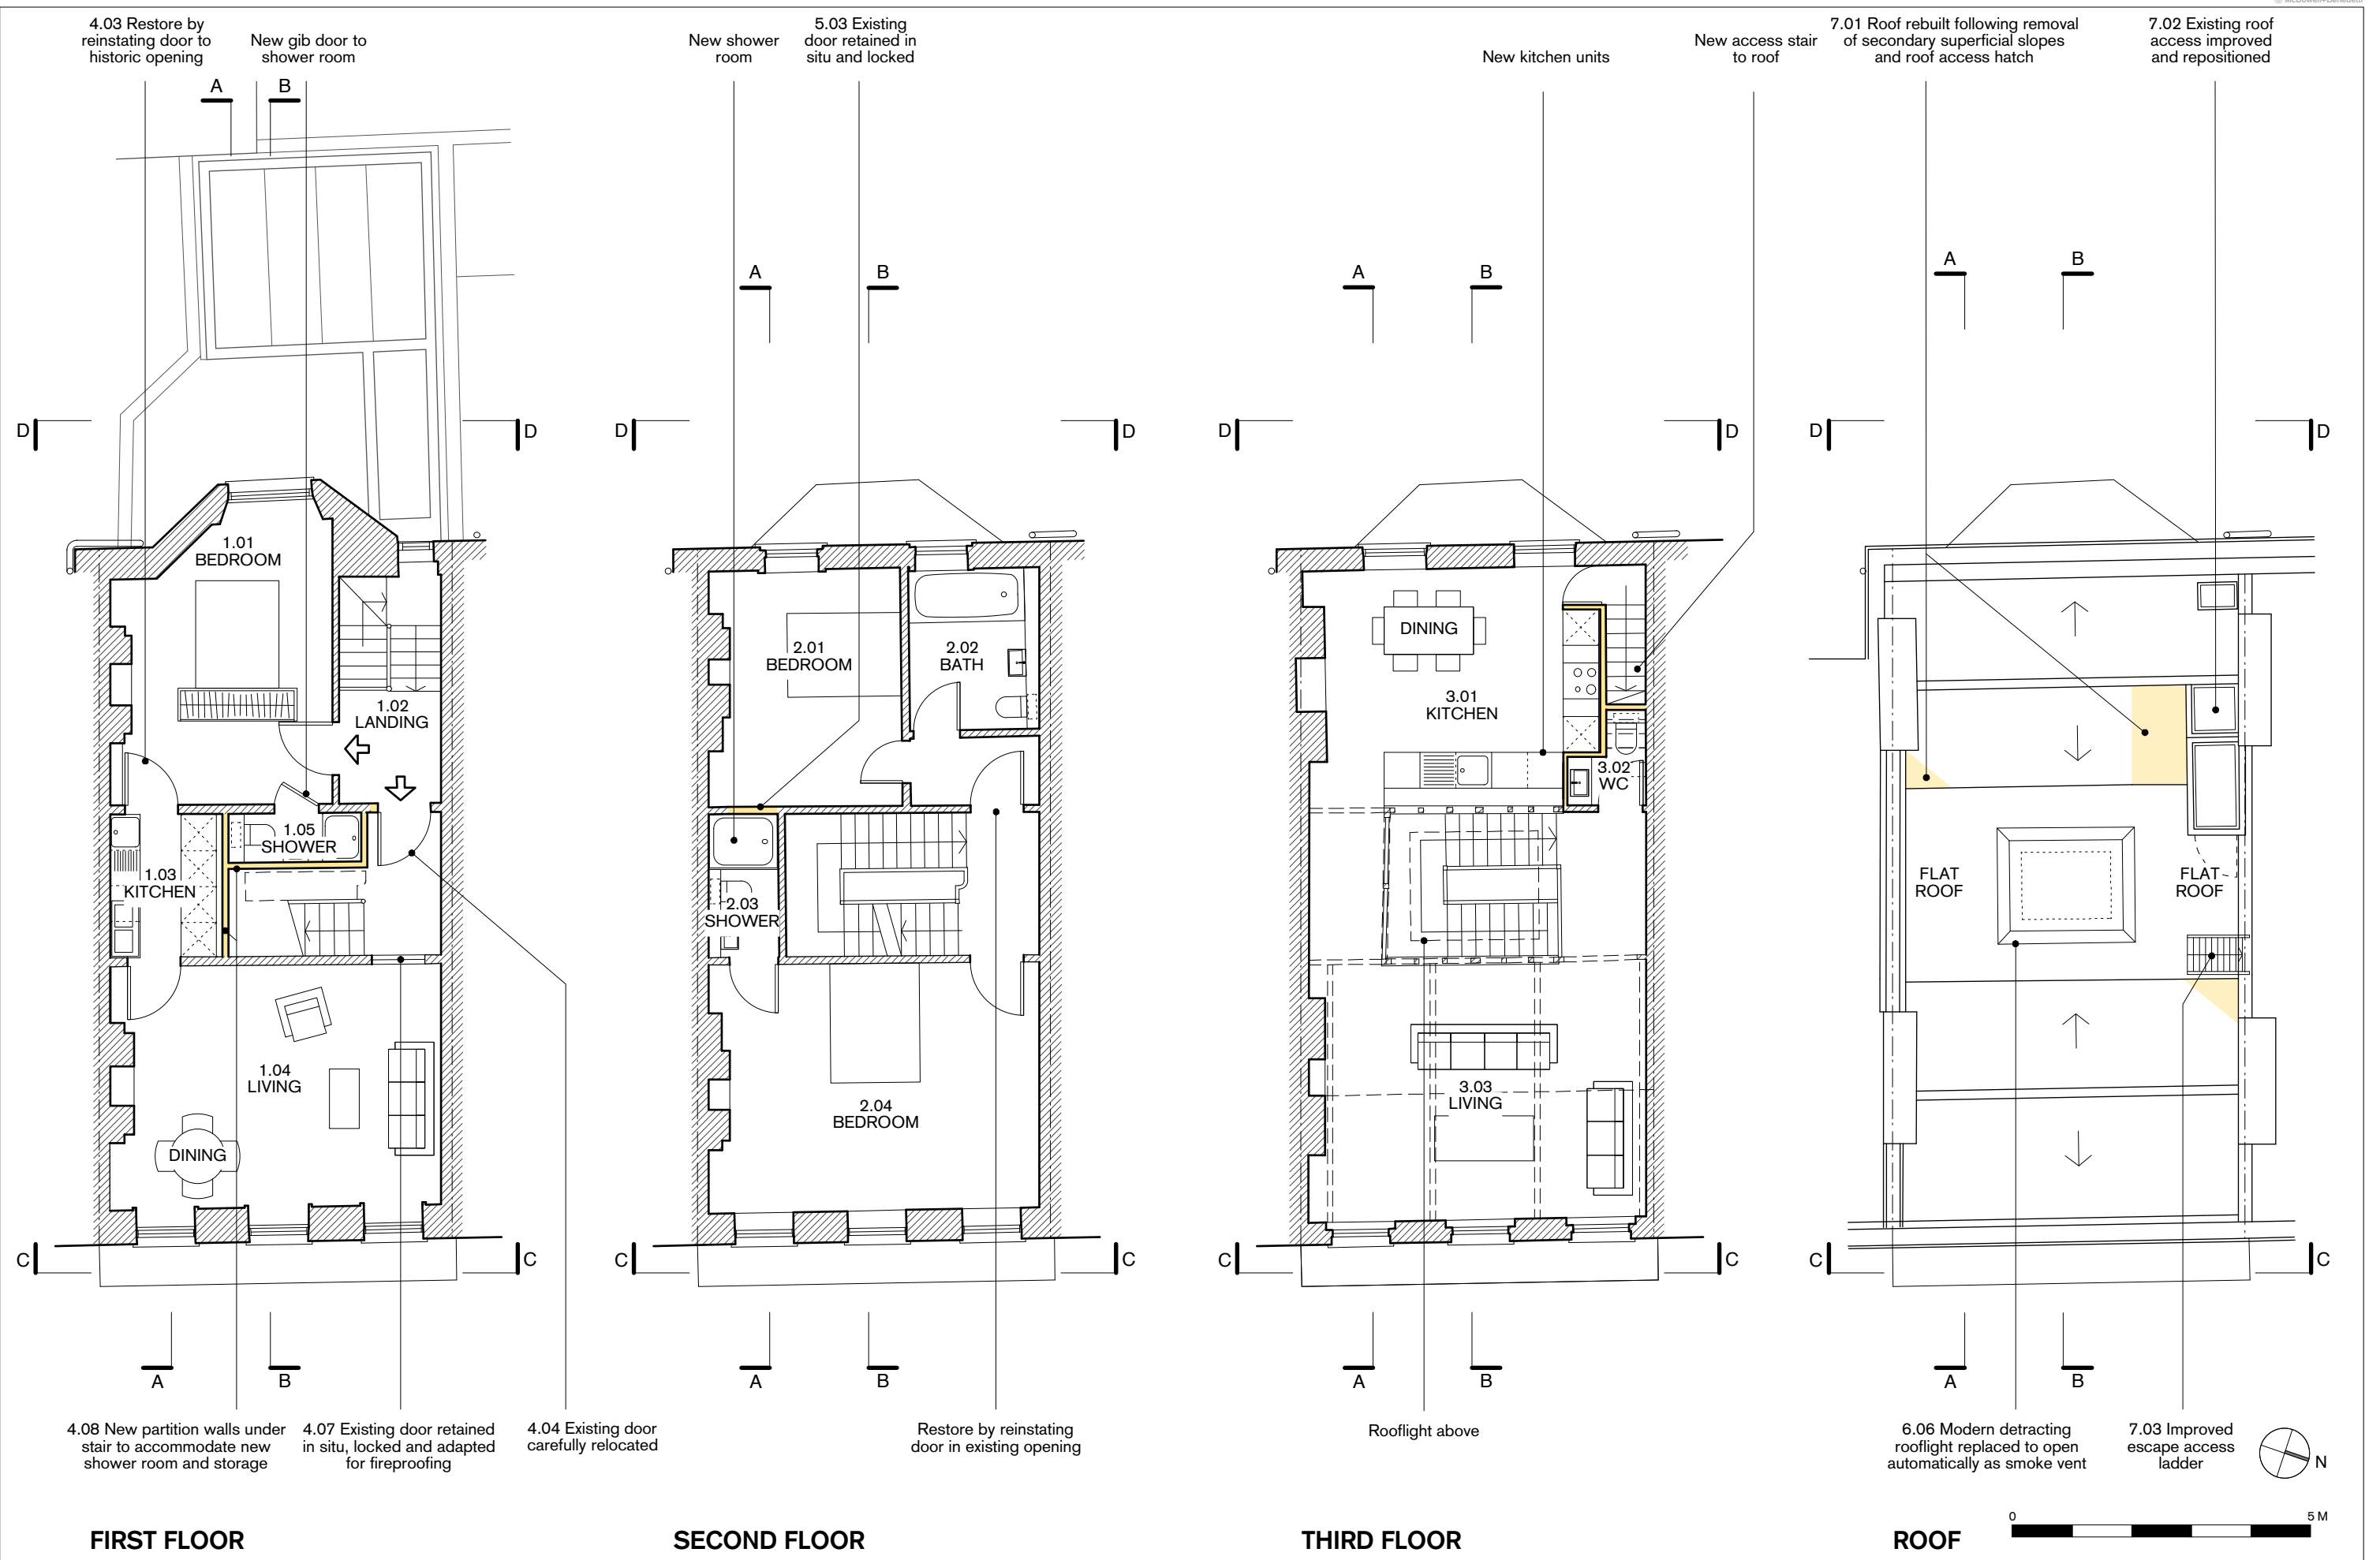 © McDowell+Benedetti
4.03 Restore by
reinstating door to
historic opening
New gib door to
shower room
New shower
room
5.03 Existing
door retained in
situ and locked
New kitchen units
New access stair
to roof
7.01 Roof rebuilt following removal
of secondary superficial slopes
and roof access hatch
7.02 Existing roof
access improved
and repositioned
A
B
A
B
A
B
A
B
D
D
D
D
D
D
D
D
1.01
BEDROOM
1.02
LANDING
1.05
SHOWER
1.03
KITCHEN
1.04
LIVING
DINING
2.01
BEDROOM
2.02
BATH
2.03
SHOWER
2.04
BEDROOM
DINING
3.01
KITCHEN
3.02
WC
3.03
LIVING
FLAT
ROOF
FLAT
ROOF
C
C
C
C
C
C
C
C
A
B
A
B
A
B
A
B
4.08 New partition walls under
stair to accommodate new
shower room and storage
4.07 Existing door retained
in situ, locked and adapted
for fireproofing
4.04 Existing door
carefully relocated
Restore by reinstating
door in existing opening
Rooflight above
6.06 Modern detracting
rooflight replaced to open
automatically as smoke vent
7.03 Improved
escape access
ladder
N
0
5 M
FIRST FLOOR
SECOND FLOOR
THIRD FLOOR
ROOF